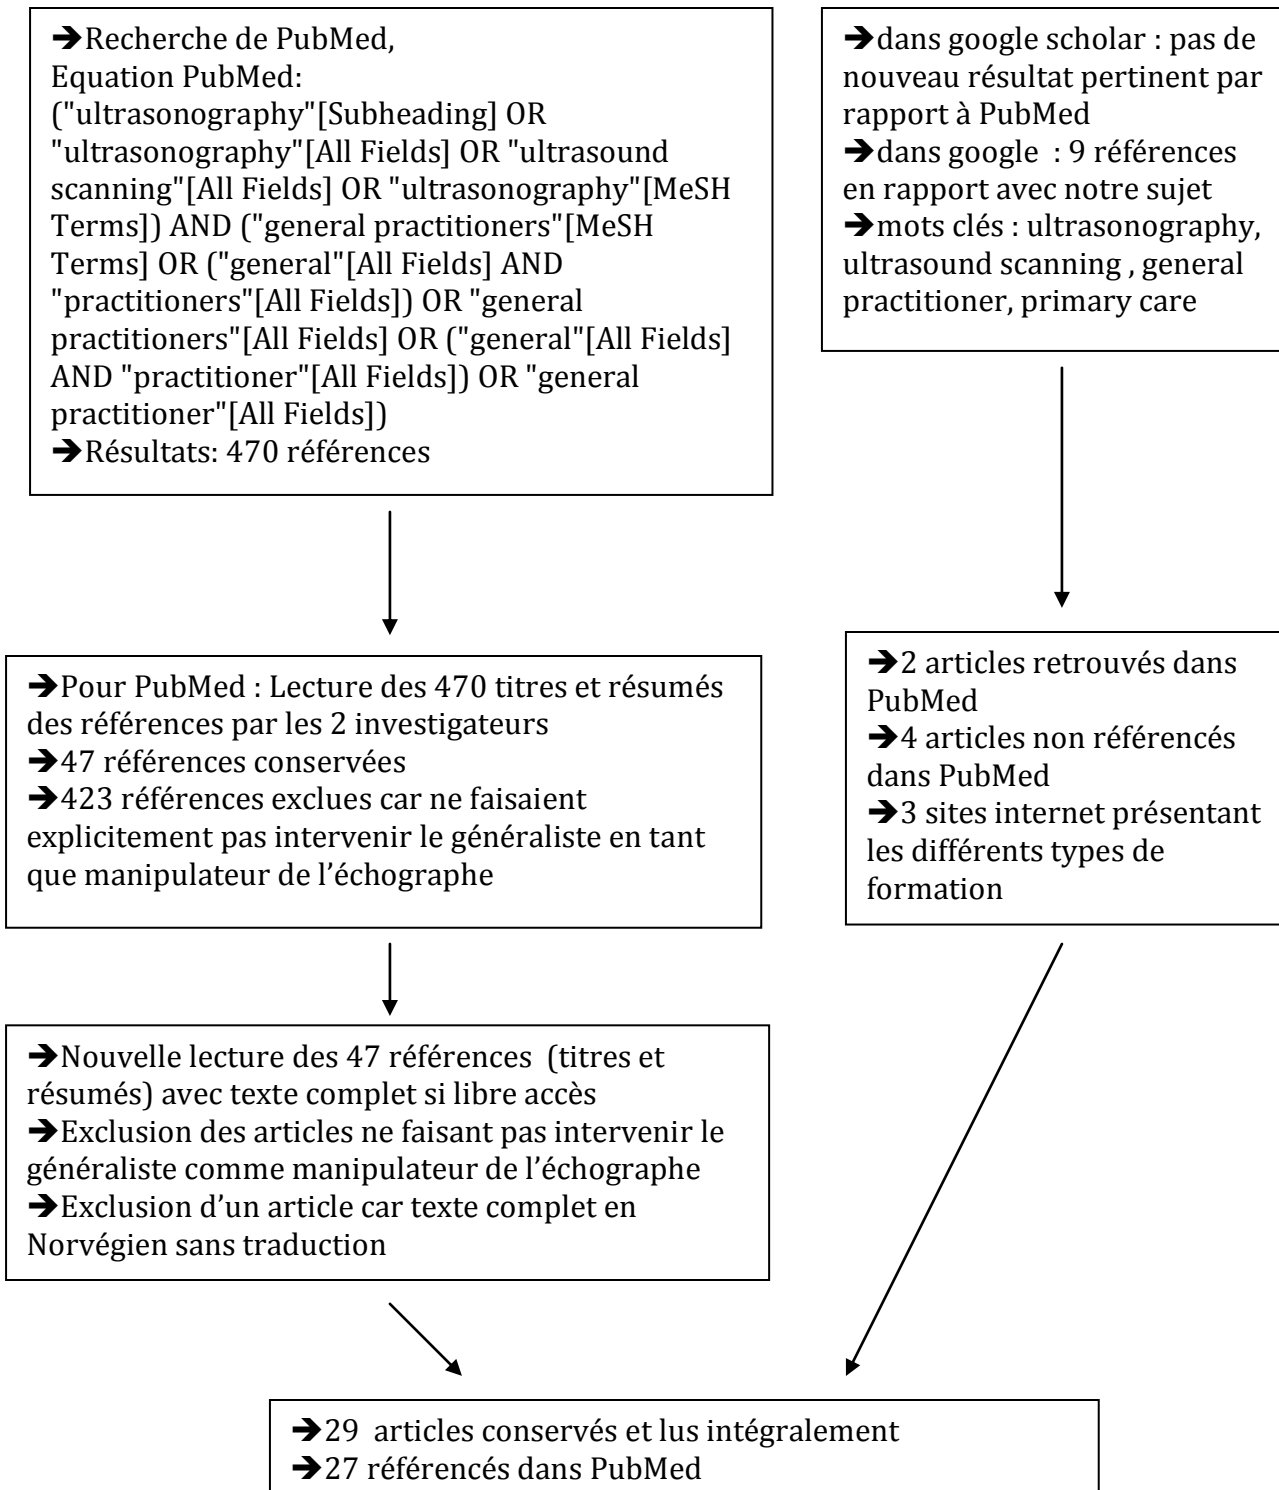 ➔Recherche de PubMed,
Equation PubMed:
("ultrasonography"[Subheading] OR
"ultrasonography"[All Fields] OR "ultrasound
scanning"[All Fields] OR "ultrasonography"[MeSH
Terms]) AND ("general practitioners"[MeSH
Terms] OR ("general"[All Fields] AND
"practitioners"[All Fields]) OR "general
practitioners"[All Fields] OR ("general"[All Fields]
AND "practitioner"[All Fields]) OR "general
practitioner"[All Fields])
➔Résultats: 470 références
➔dans google scholar : pas de
nouveau résultat pertinent par
rapport à PubMed
➔dans google : 9 références
en rapport avec notre sujet
➔mots clés : ultrasonography,
ultrasound scanning , general
practitioner, primary care
➔Pour PubMed : Lecture des 470 titres et résumés
des références par les 2 investigateurs
➔47 références conservées
➔423 références exclues car ne faisaient
explicitement pas intervenir le généraliste en tant
que manipulateur de l’échographe
➔2 articles retrouvés dans
PubMed
➔4 articles non référencés
dans PubMed
➔3 sites internet présentant
les différents types de
formation
➔Nouvelle lecture des 47 références (titres et
résumés) avec texte complet si libre accès
➔Exclusion des articles ne faisant pas intervenir le
généraliste comme manipulateur de l’échographe
➔Exclusion d’un article car texte complet en
Norvégien sans traduction
➔29 articles conservés et lus intégralement
➔27 référencés dans PubMed